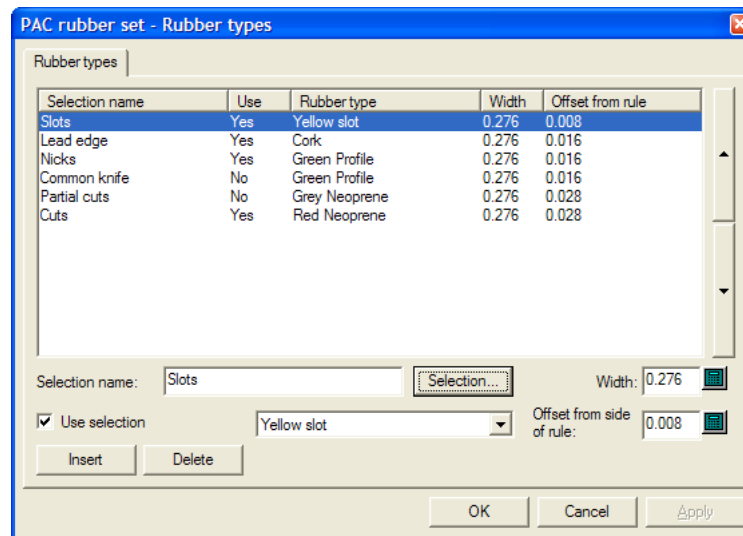 PAC rubber set - Rubber types
Rubber types
Selection name Use Rubber type Width Offset from rule
Slots Yes Yellow slot 0.276 0.008
Lead edge Yes Cork 0.276 0.016
Nicks Yes Green Profile 0.276 0.016
Common knife No Green Profile 0.276 0.016
Partial cuts No Grey Neoprene 0.276 0.028
Cuts Yes Red Neoprene 0.276 0.028
Selection name: Slots Selection... Width: 0.276
Use selection Yellow slot Offset from side
of rule: 0.008
Insert Delete
OK Cancel Apply